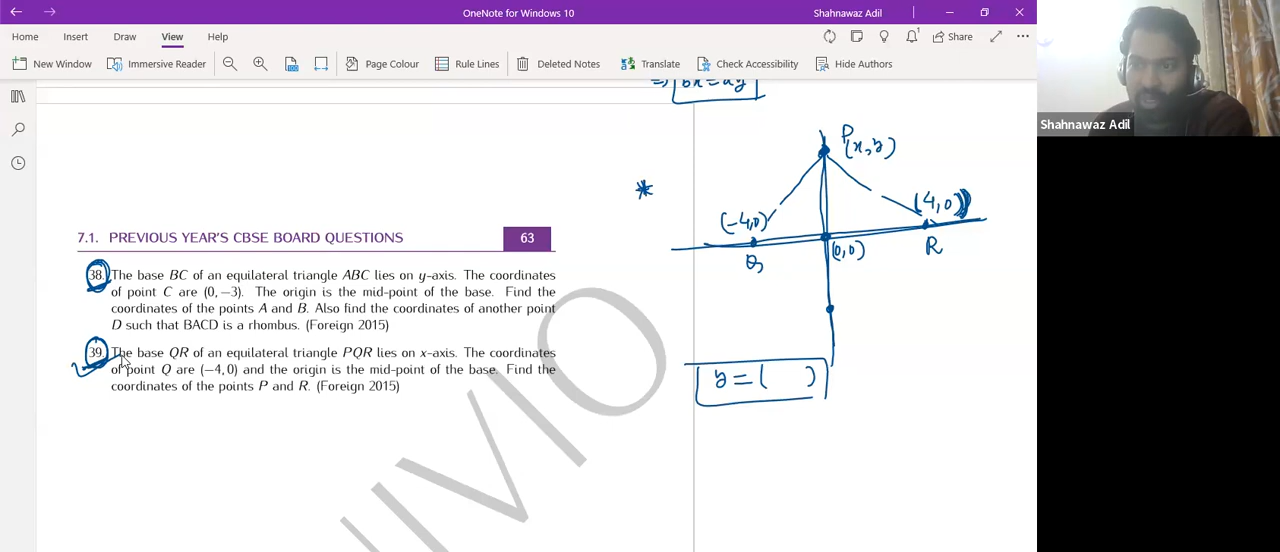 OneNote for Windows 10
Shahnawaz Adil
Home Insert Draw View Help
Share
New Window Immersive Reader Page Colour Rule Lines Deleted Notes Translate Check Accessibility Hide Authors
bx = ay
P
(x, y)
*
(-4,0)
(4,0)
Q
(0,0)
R
y = ( )
7.1. PREVIOUS YEAR'S CBSE BOARD QUESTIONS 63
38. The base BC of an equilateral triangle ABC lies on y-axis. The coordinates
of point C are (0, −3). The origin is the mid-point of the base. Find the
coordinates of the points A and B. Also find the coordinates of another point
D such that BACD is a rhombus. (Foreign 2015)
39. The base QR of an equilateral triangle PQR lies on x-axis. The coordinates
of point Q are (−4, 0) and the origin is the mid-point of the base. Find the
coordinates of the points P and R. (Foreign 2015)
Shahnawaz Adil